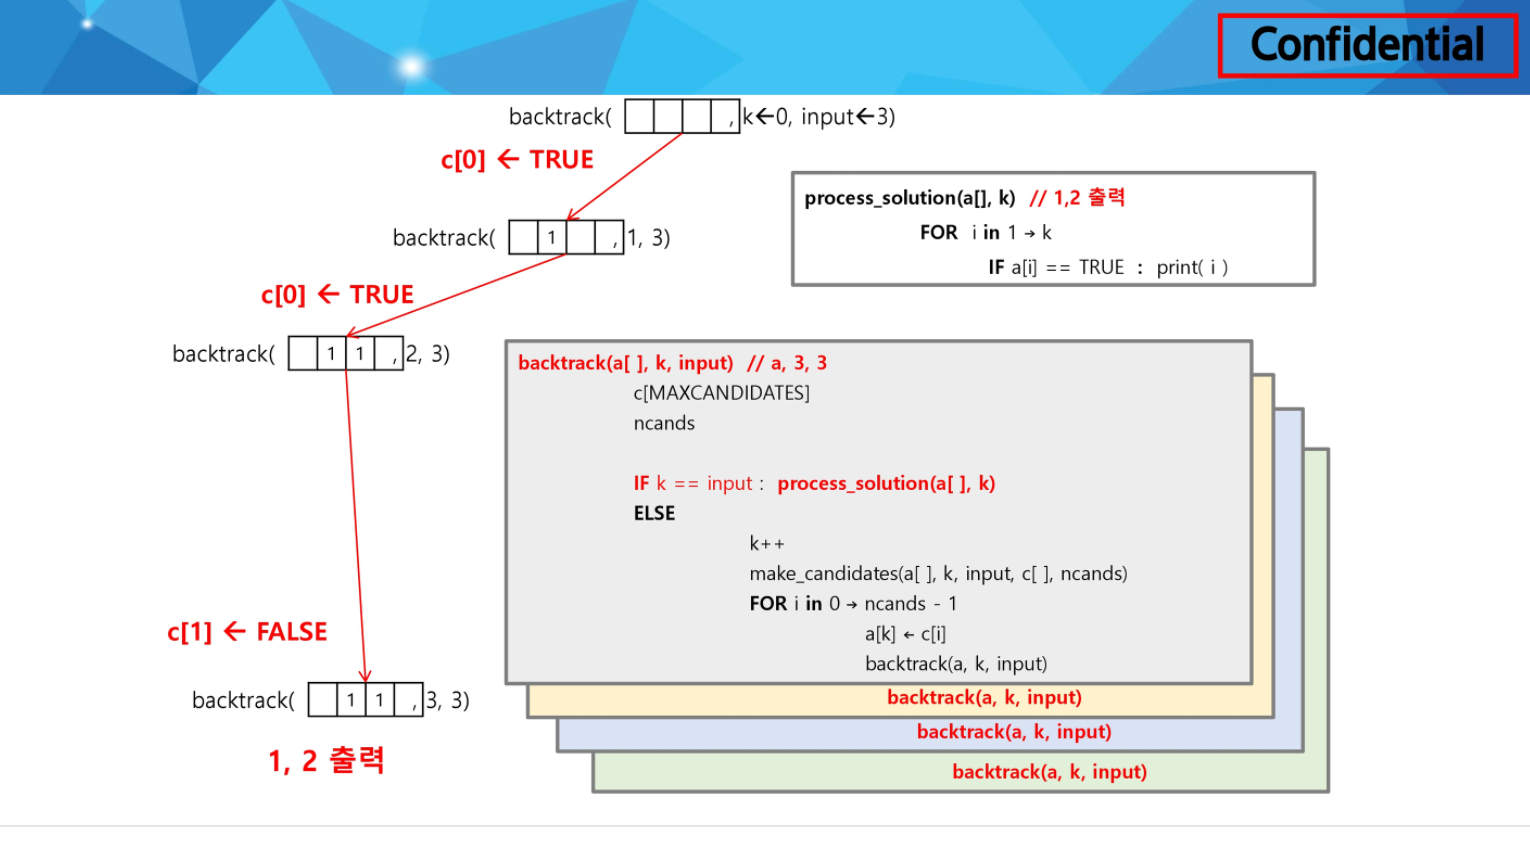 Confidential
backtrack( , k←0, input←3)
c[0] ← TRUE
backtrack( 1 , 1, 3)
c[0] ← TRUE
backtrack( 1 1 , 2, 3)
c[1] ← FALSE
backtrack( 1 1 , 3, 3)
1, 2 출력
process_solution(a[], k) // 1,2 출력
FOR i in 1 → k
IF a[i] == TRUE : print( i )
backtrack(a[ ], k, input) // a, 3, 3
c[MAXCANDIDATES]
ncands
IF k == input : process_solution(a[ ], k)
ELSE
k++
make_candidates(a[ ], k, input, c[ ], ncands)
FOR i in 0 → ncands - 1
a[k] ← c[i]
backtrack(a, k, input)
backtrack(a, k, input)
backtrack(a, k, input)
backtrack(a, k, input)